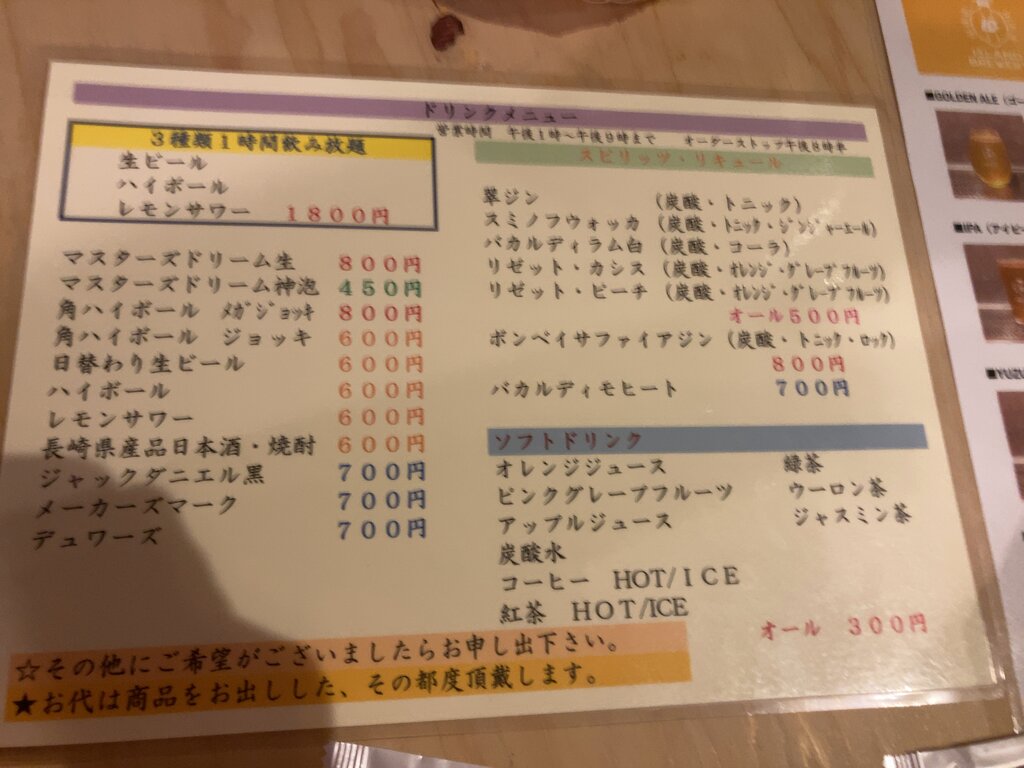 ドリンクメニュー
営業時間 午後1時～午後9時まで オーダーストップ午後8時半
3種類1時間飲み放題
生ビール
ハイボール
レモンサワー 1800円
マスターズドリーム生 800円
マスターズドリーム神泡 450円
角ハイボール メガジョッキ 800円
角ハイボール ジョッキ 600円
日替わり生ビール 600円
ハイボール 600円
レモンサワー 600円
長崎県産品日本酒・焼酎 600円
ジャックダニエル黒 700円
メーカーズマーク 700円
デュワーズ 700円
スピリッツ・リキュール
翠ジン (炭酸・トニック)
スミノフウォッカ (炭酸・トニック・ジンジャーエール)
バカルディラム白 (炭酸・コーラ)
リゼット・カシス (炭酸・オレンジ・グレープフルーツ)
リゼット・ピーチ (炭酸・オレンジ・グレープフルーツ)
オール500円
ボンベイサファイアジン (炭酸・トニック・ロック)
800円
バカルディモヒート 700円
ソフトドリンク
オレンジジュース 緑茶
ピンクグレープフルーツ ウーロン茶
アップルジュース ジャスミン茶
炭酸水
コーヒー HOT/ICE
紅茶 HOT/ICE
オール 300円
☆その他にご希望がございましたらお申し出下さい。
★お代は商品をお出しした、その都度頂戴します。
■GOLDEN ALE (ゴー
■IPA (アイピー
■YUZU